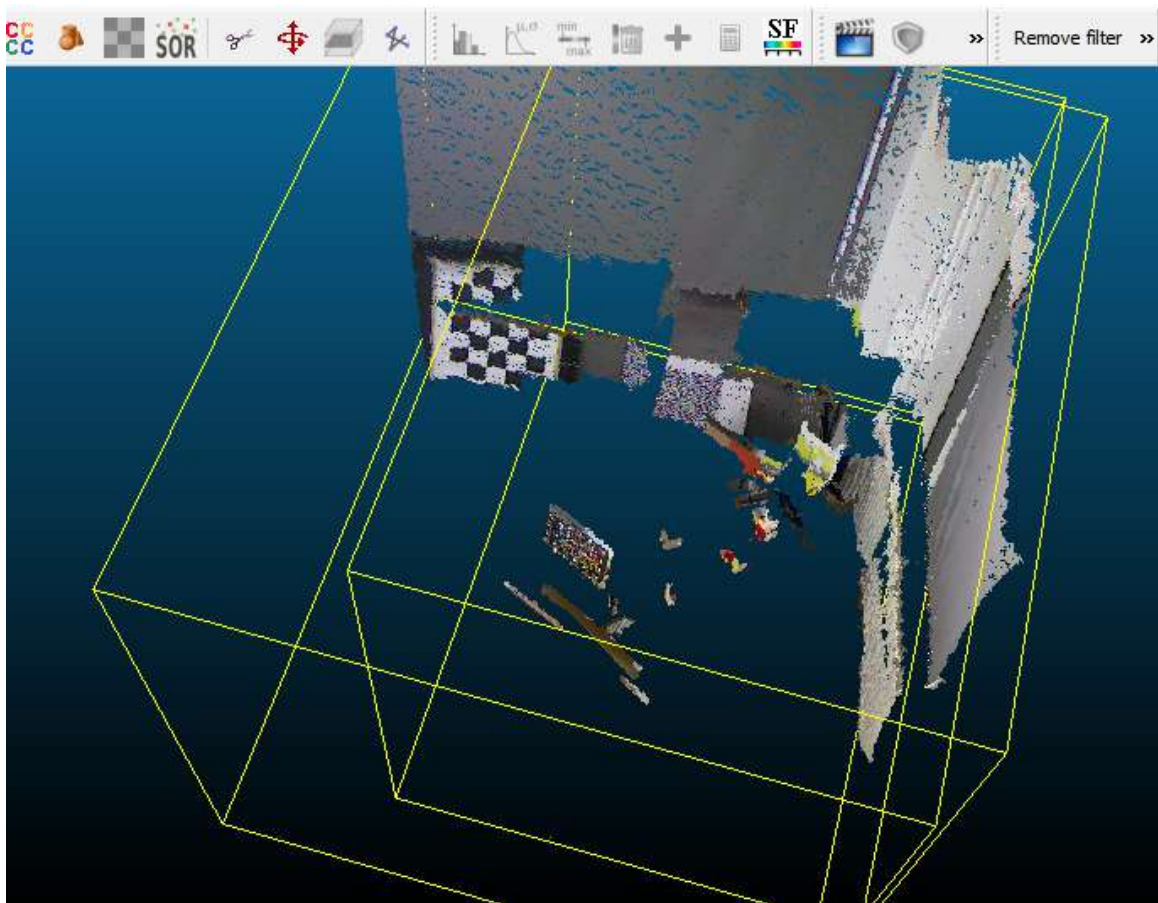 CC
CC
SOR
μ,σ
min
max
SF
»
Remove filter »